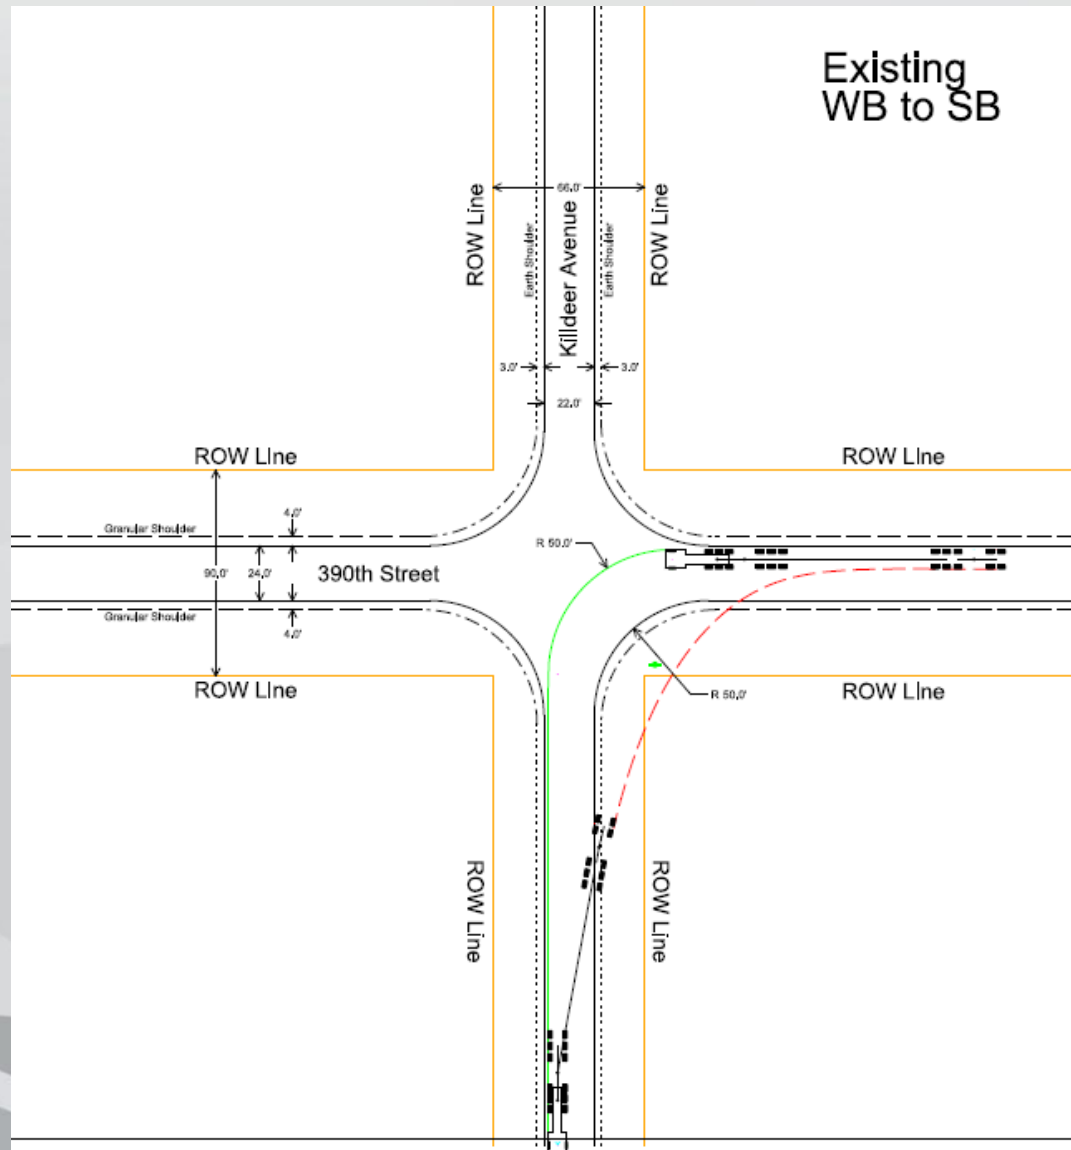 Existing
WB to SB
66.0'
ROW Line
ROW Line
Earth Shoulder
Killdeer Avenue
Earth Shoulder
3.0'
3.0'
22.0'
ROW LIne
ROW LIne
4.0'
Granular Shoulder
R 50.0'
90.0'
24.0'
390th Street
Granular Shoulder
4.0'
ROW LIne
R 50.0'
ROW LIne
ROW Line
ROW Line